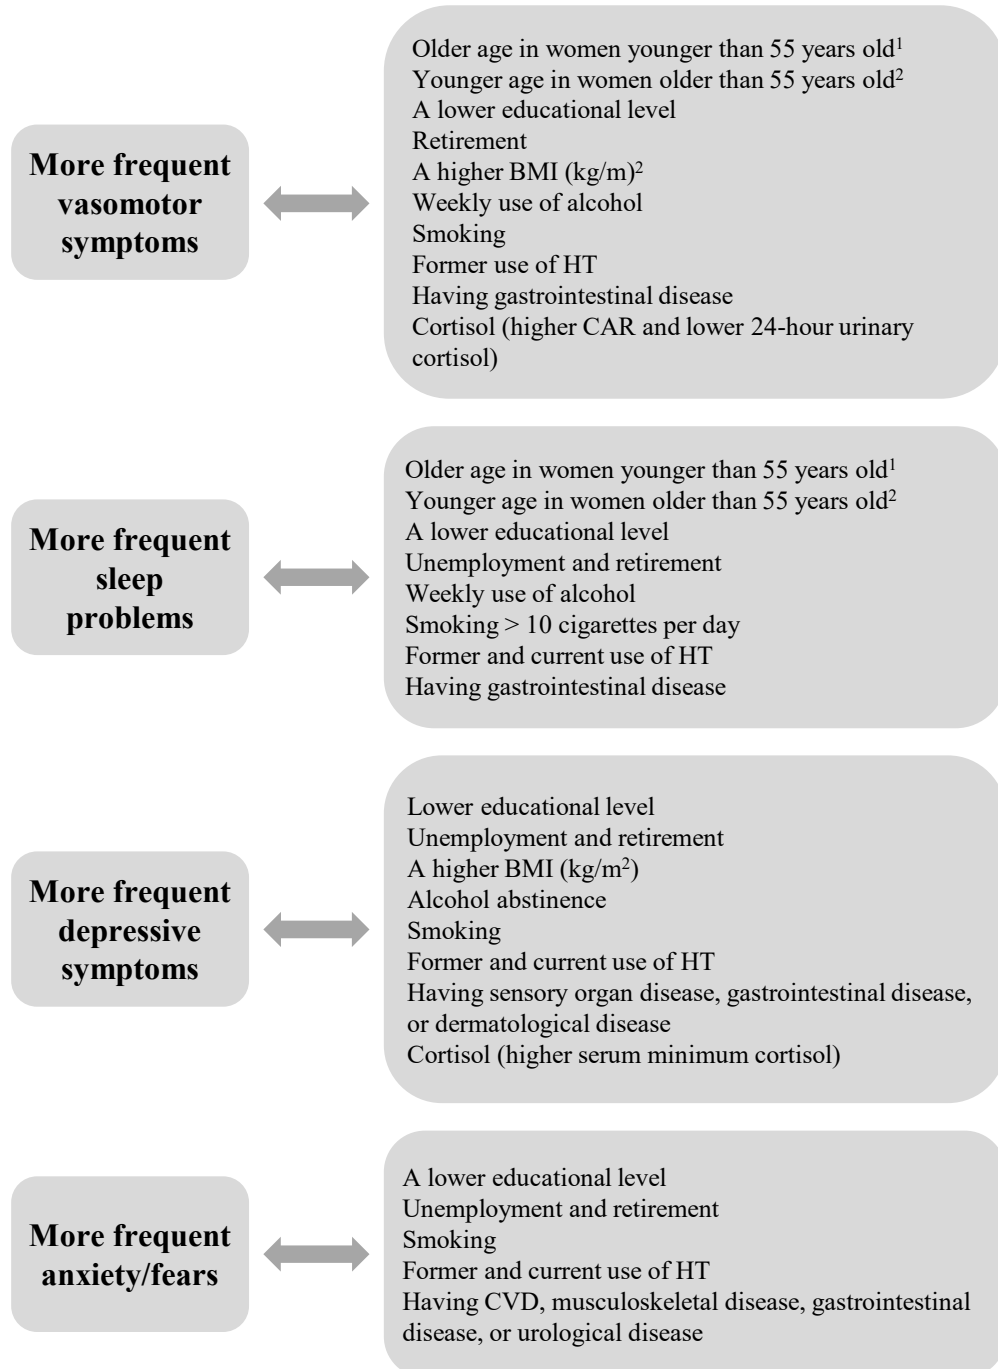 More frequent
vasomotor
symptoms
Older age in women younger than 55 years old¹
Younger age in women older than 55 years old²
A lower educational level
Retirement
A higher BMI (kg/m)²
Weekly use of alcohol
Smoking
Former use of HT
Having gastrointestinal disease
Cortisol (higher CAR and lower 24-hour urinary
cortisol)
More frequent
sleep
problems
Older age in women younger than 55 years old¹
Younger age in women older than 55 years old²
A lower educational level
Unemployment and retirement
Weekly use of alcohol
Smoking > 10 cigarettes per day
Former and current use of HT
Having gastrointestinal disease
More frequent
depressive
symptoms
Lower educational level
Unemployment and retirement
A higher BMI (kg/m²)
Alcohol abstinence
Smoking
Former and current use of HT
Having sensory organ disease, gastrointestinal disease,
or dermatological disease
Cortisol (higher serum minimum cortisol)
More frequent
anxiety/fears
A lower educational level
Unemployment and retirement
Smoking
Former and current use of HT
Having CVD, musculoskeletal disease, gastrointestinal
disease, or urological disease